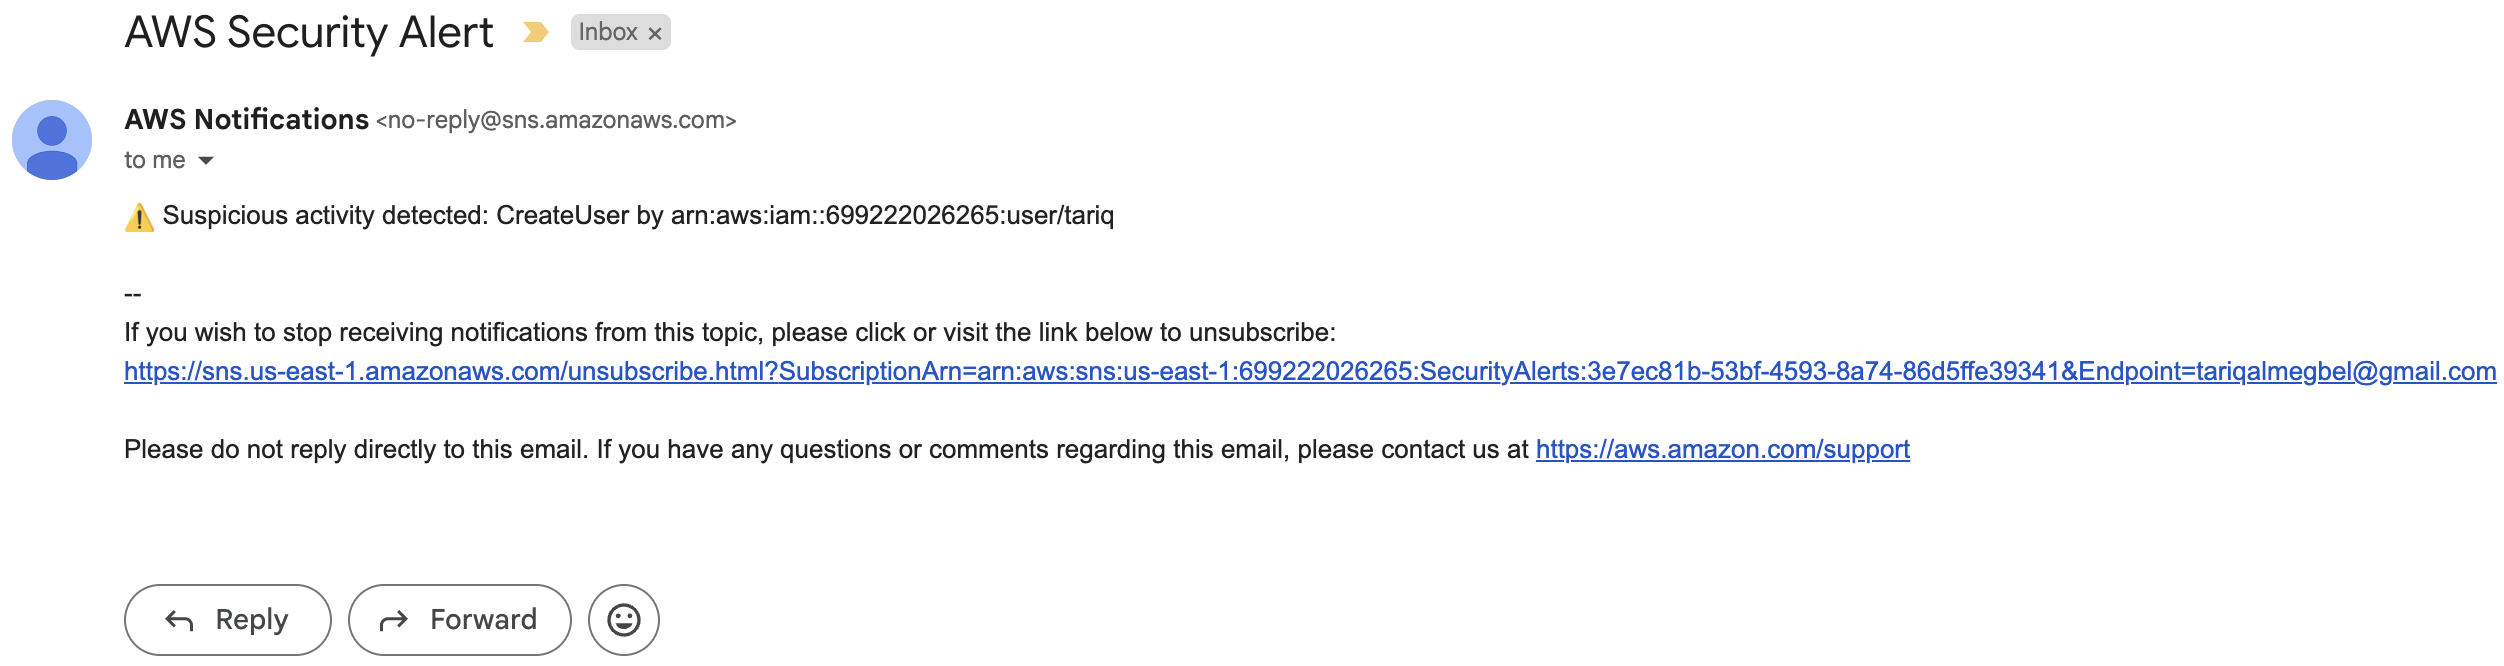 AWS Security Alert Inbox ×
AWS Notifications <no-reply@sns.amazonaws.com>
to me
⚠️ Suspicious activity detected: CreateUser by arn:aws:iam::699222026265:user/tariq
--
If you wish to stop receiving notifications from this topic, please click or visit the link below to unsubscribe:
https://sns.us-east-1.amazonaws.com/unsubscribe.html?SubscriptionArn=arn:aws:sns:us-east-1:699222026265:SecurityAlerts:3e7ec81b-53bf-4593-8a74-86d5ffe39341&Endpoint=tariqalmegbel@gmail.com
Please do not reply directly to this email. If you have any questions or comments regarding this email, please contact us at https://aws.amazon.com/support
Reply Forward